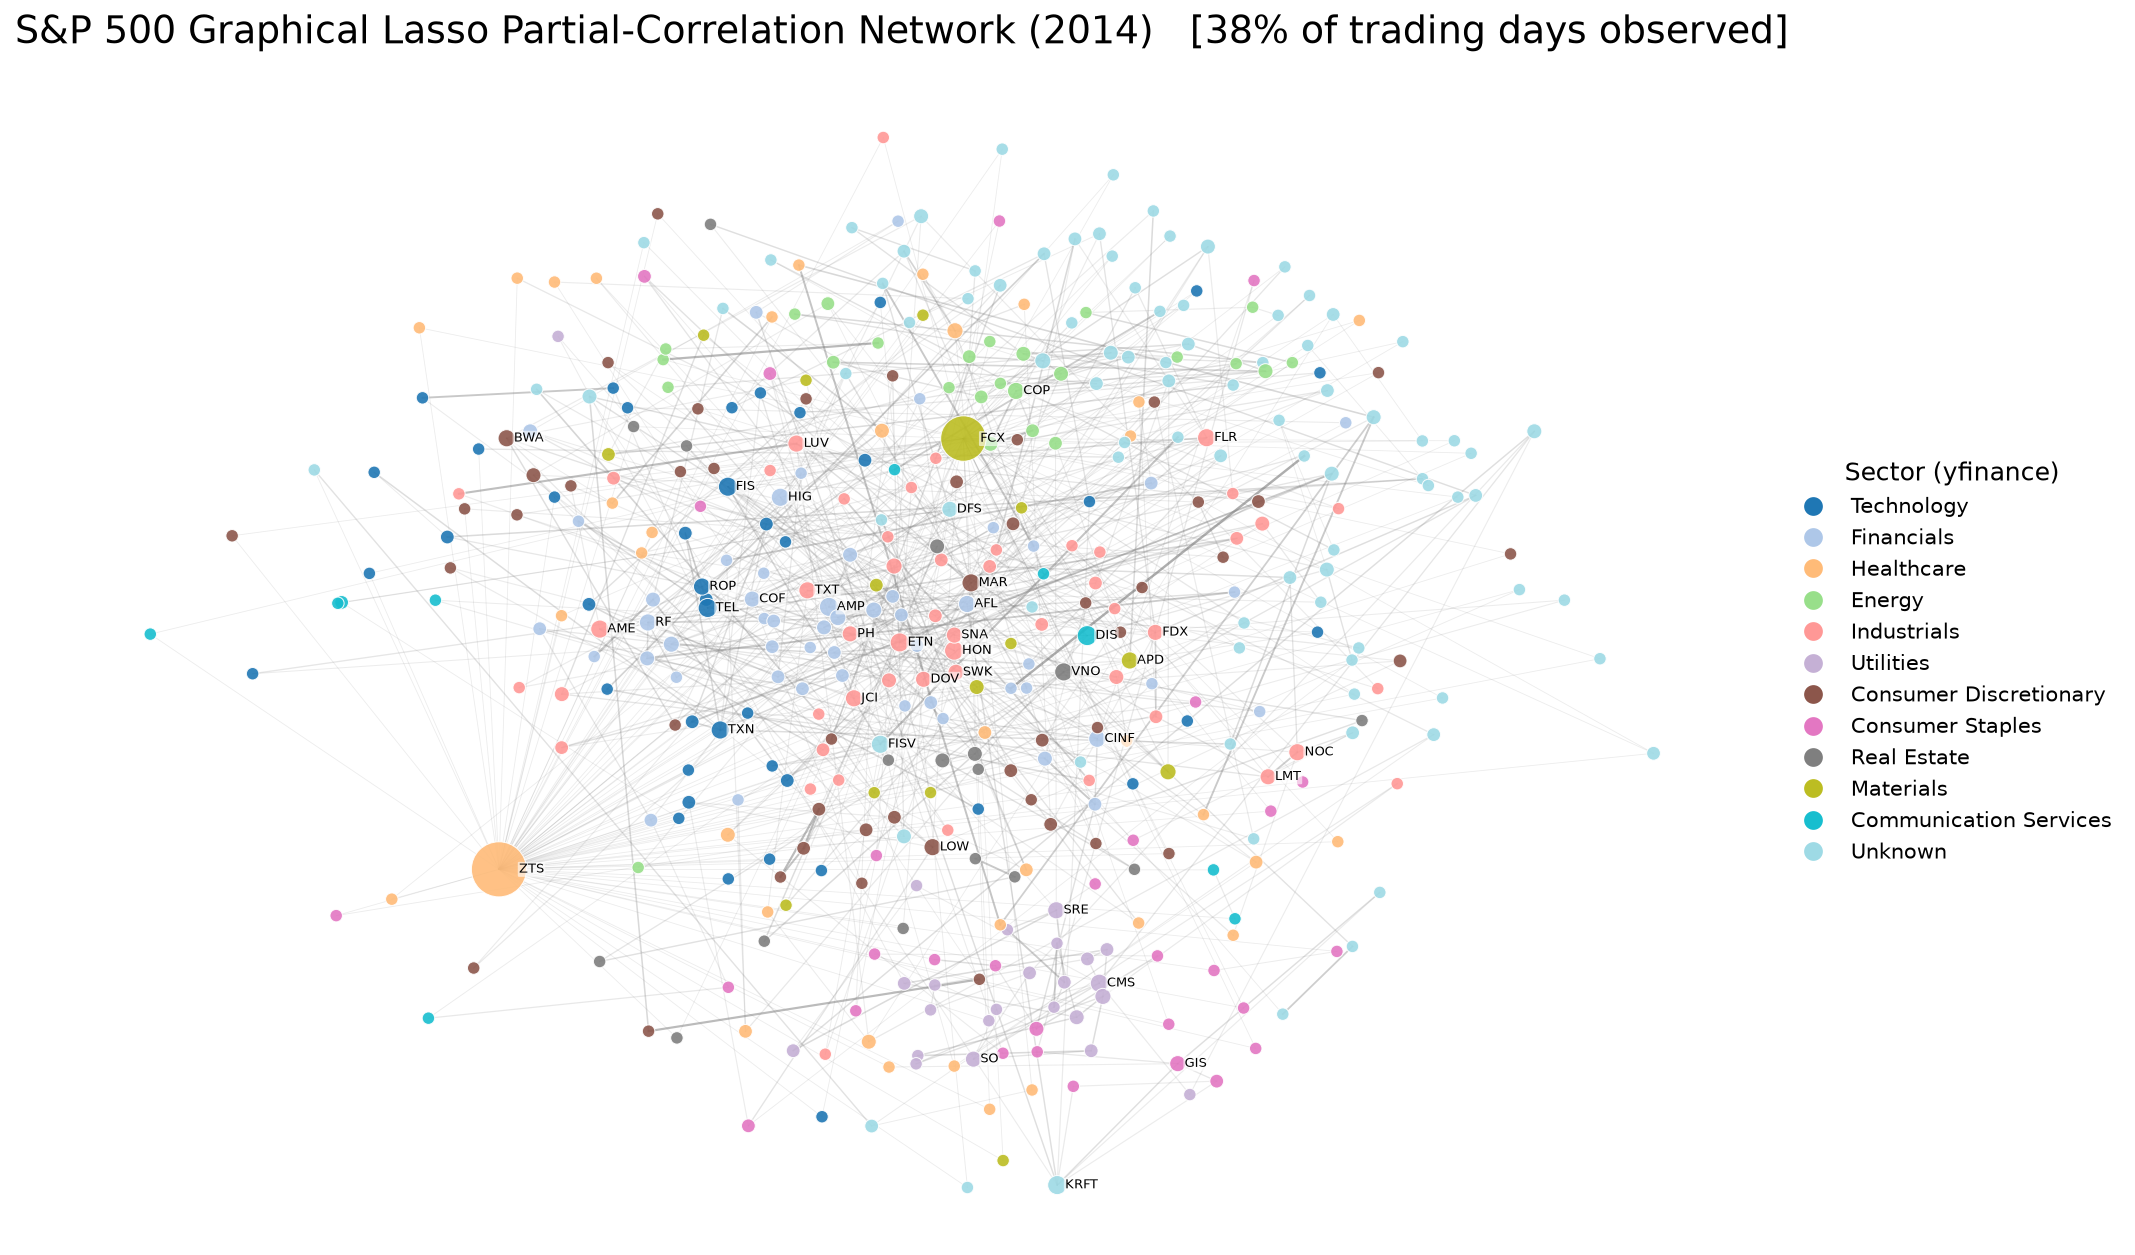 S&P 500 Graphical Lasso Partial-Correlation Network (2014)   [38% of trading days observed]
COP
BWA
LUV
FCX
FLR
FIS
HIG
DFS
ROP
COF
TXT
MAR
TEL
AMP
AFL
AME
RF
PH
ETN
SNA
DIS
FDX
HON
APD
SWK
VNO
DOV
JCI
TXN
FISV
CINF
NOC
LMT
LOW
ZTS
SRE
CMS
SO
GIS
KRFT
Sector (yfinance)
Technology
Financials
Healthcare
Energy
Industrials
Utilities
Consumer Discretionary
Consumer Staples
Real Estate
Materials
Communication Services
Unknown